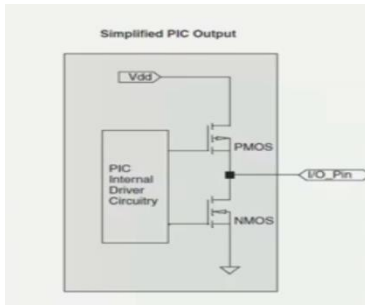 Simplified PIC Output
Vdd
PMOS
PIC
Internal
Driver
Circuitry
I/O_Pin
NMOS